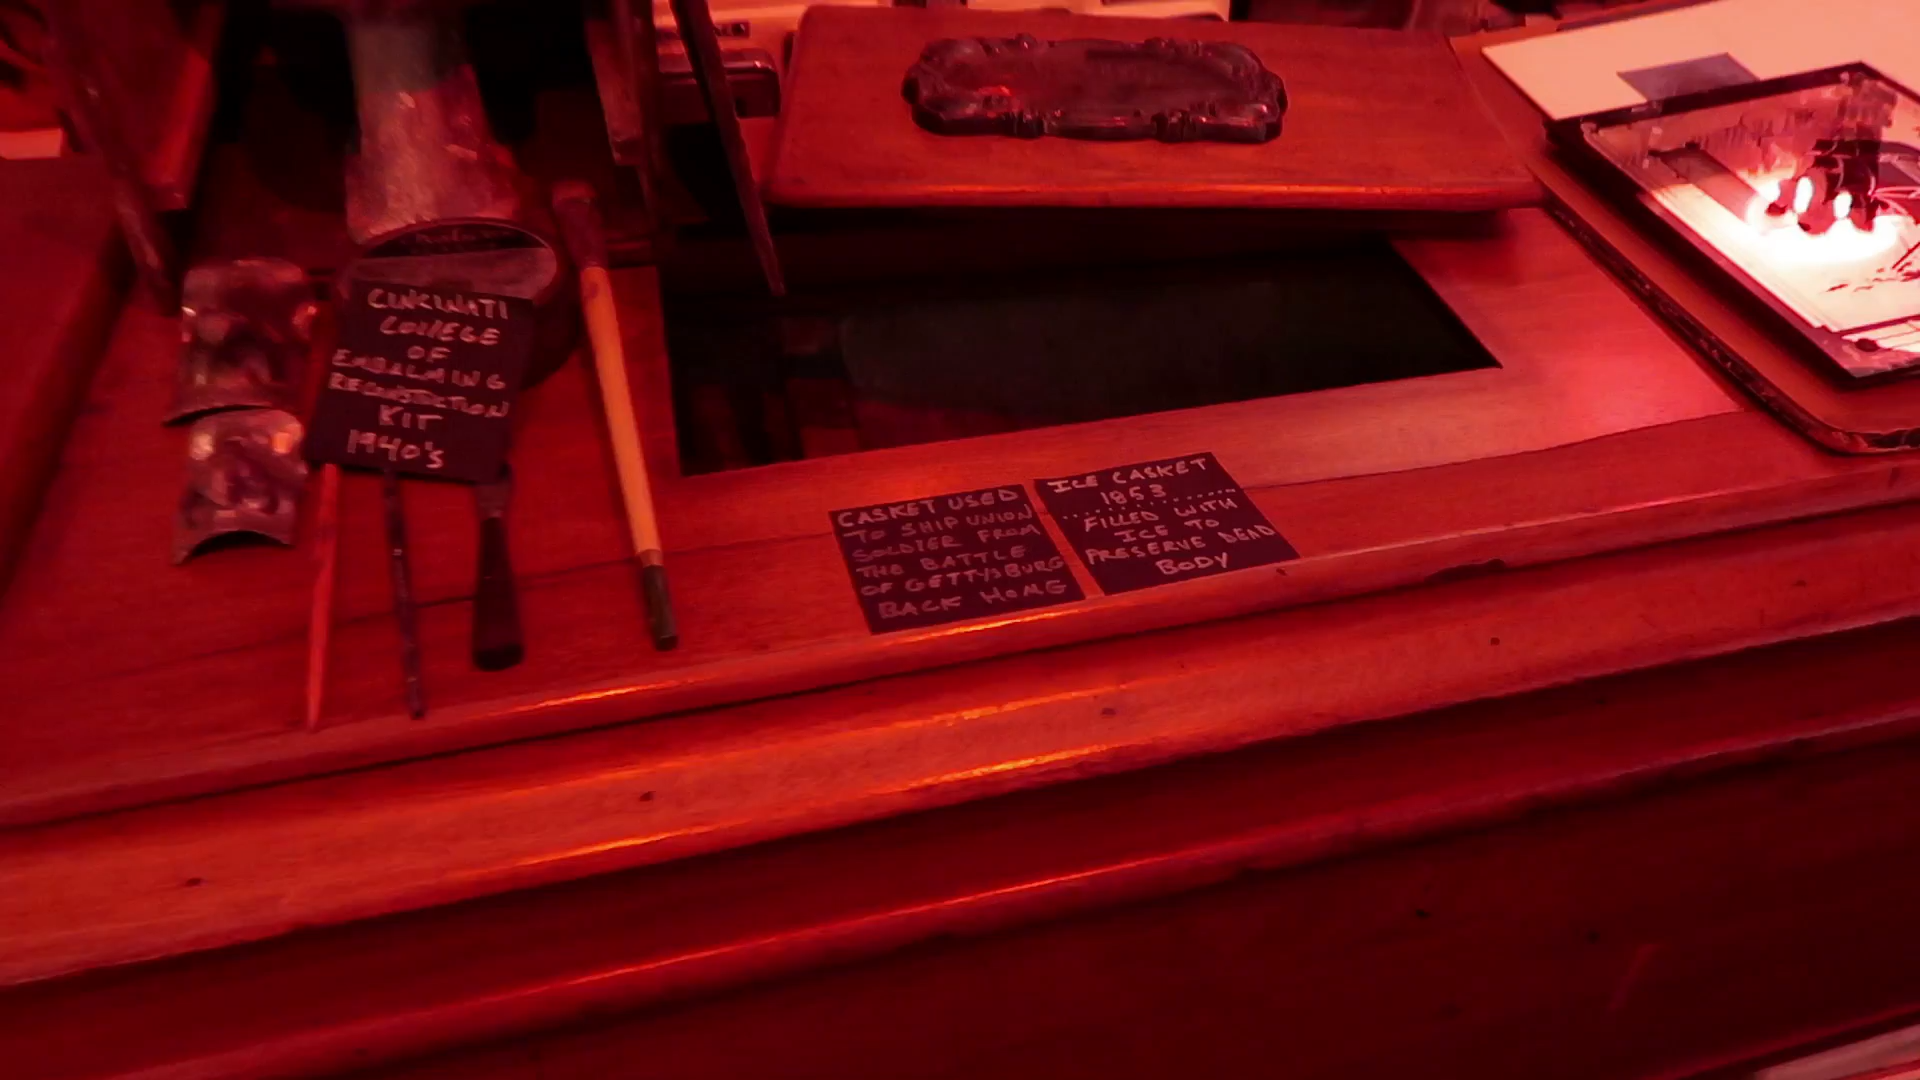 CINCINATI
COLLEGE
OF
EMBALMING
RECONSTRUCTION
KIT
1940's
CASKET USED
TO SHIP UNION
SOLDIER FROM
THE BATTLE
OF GETTYSBURG
BACK HOME
ICE CASKET
1853
FILLED WITH
ICE TO
PRESERVE DEAD
BODY